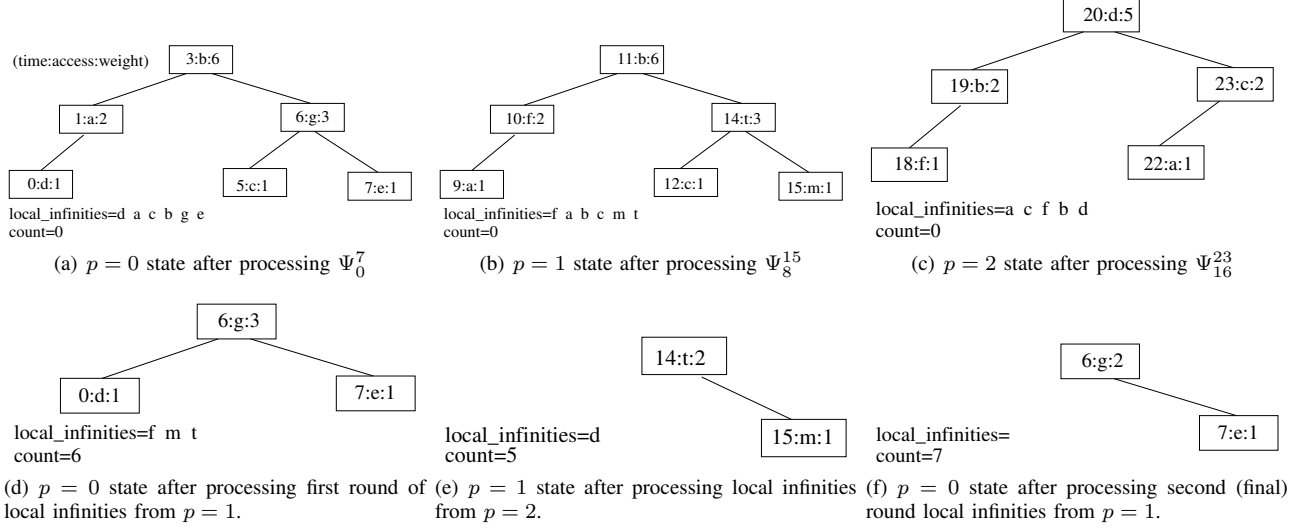 (time:access:weight)
3:b:6
1:a:2
6:g:3
0:d:1
5:c:1
7:e:1
local_infinities=d a c b g e
count=0
(a) p = 0 state after processing Ψ_0^7
11:b:6
10:f:2
14:t:3
9:a:1
12:c:1
15:m:1
local_infinities=f a b c m t
count=0
(b) p = 1 state after processing Ψ_8^15
20:d:5
19:b:2
23:c:2
18:f:1
22:a:1
local_infinities=a c f b d
count=0
(c) p = 2 state after processing Ψ_16^23
6:g:3
0:d:1
7:e:1
local_infinities=f m t
count=6
(d) p = 0 state after processing first round of
local infinities from p = 1.
14:t:2
15:m:1
local_infinities=d
count=5
(e) p = 1 state after processing local infinities
from p = 2.
6:g:2
7:e:1
local_infinities=
count=7
(f) p = 0 state after processing second (final)
round local infinities from p = 1.